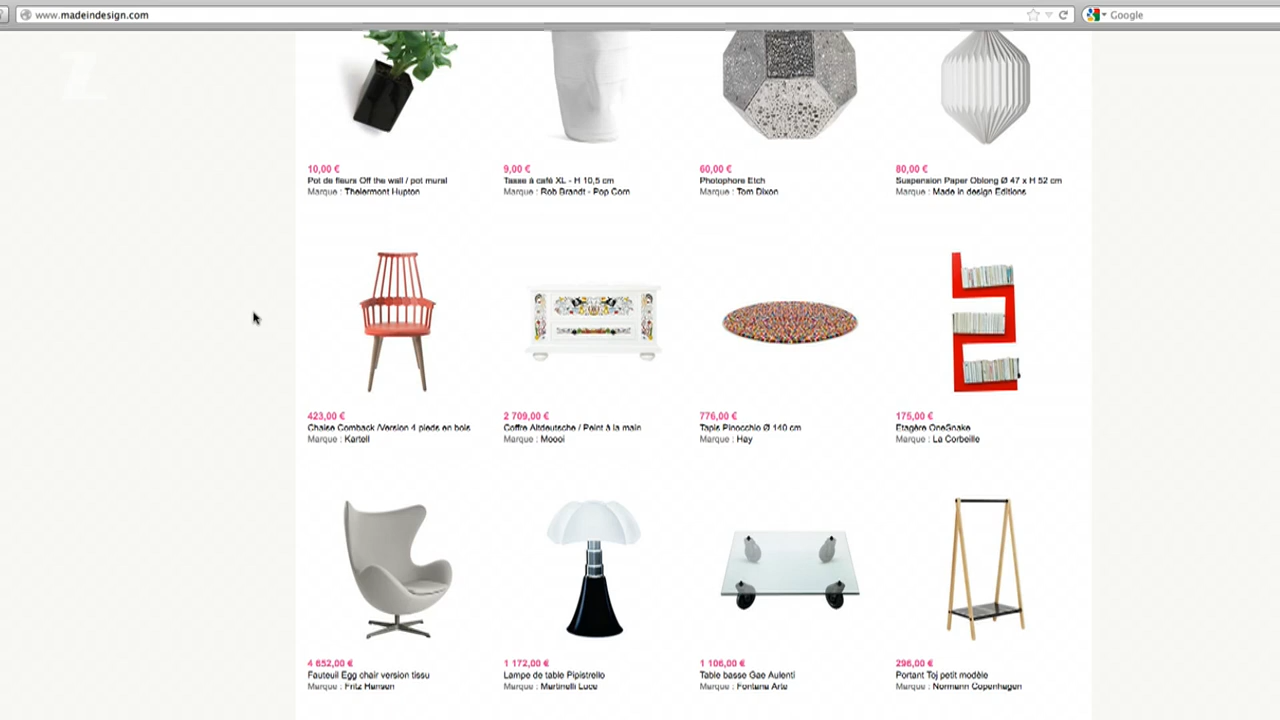 www.madeindesign.com
Google
10,00 €
Pot de fleurs Off the wall / pot mural
Marque : Thelermont Hupton
9,00 €
Tasse à café XL - H 10,5 cm
Marque : Rob Brandt - Pop Corn
60,00 €
Photophore Etch
Marque : Tom Dixon
80,00 €
Suspension Paper Oblong Ø 47 x H 52 cm
Marque : Made in design Editions
423,00 €
Chaise Comback /Version 4 pieds en bois
Marque : Kartell
2 709,00 €
Coffre Altdeutsche / Peint à la main
Marque : Moooi
776,00 €
Tapis Pinocchio Ø 140 cm
Marque : Hay
175,00 €
Etagère OneSnake
Marque : La Corbeille
4 652,00 €
Fauteuil Egg chair version tissu
Marque : Fritz Hansen
1 172,00 €
Lampe de table Pipistrello
Marque : Martinelli Luce
1 106,00 €
Table basse Gae Aulenti
Marque : Fontana Arte
296,00 €
Portant Toj petit modèle
Marque : Normann Copenhagen